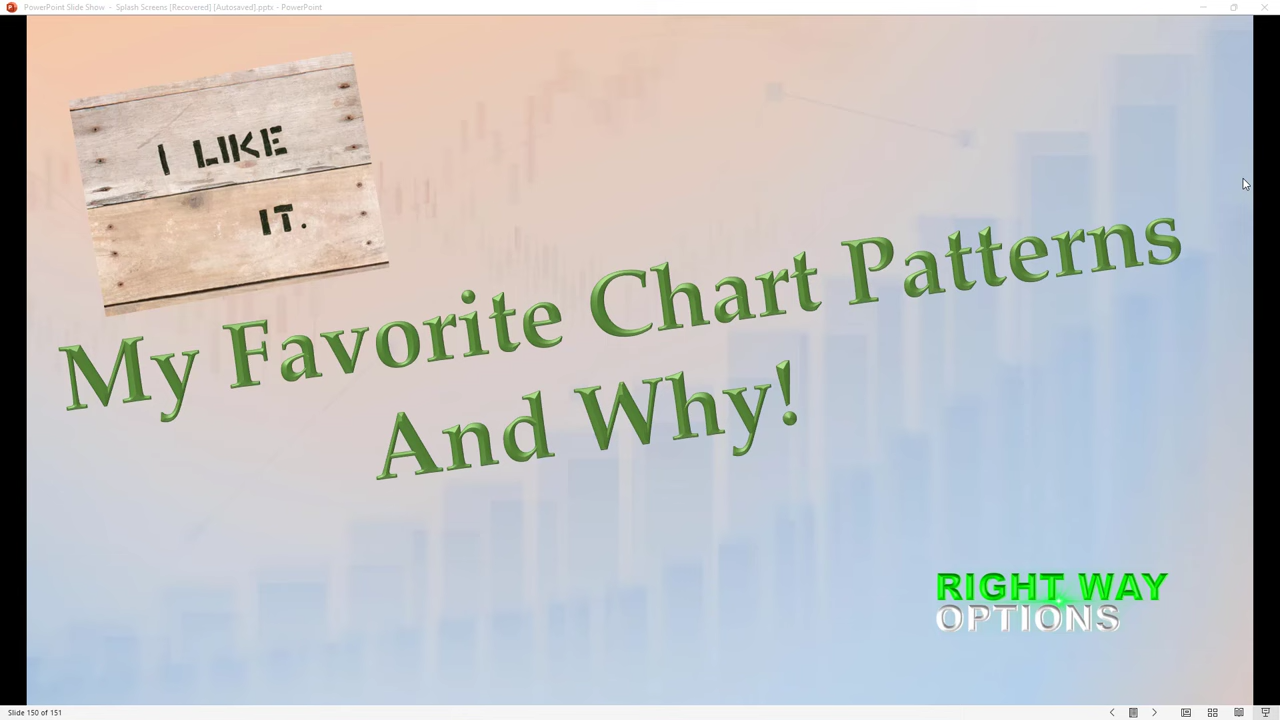 PowerPoint Slide Show - Splash Screens [Recovered] [Autosaved].pptx - PowerPoint
I LIKE
IT.
My Favorite Chart Patterns
And Why!
RIGHT WAY
OPTIONS
Slide 150 of 151